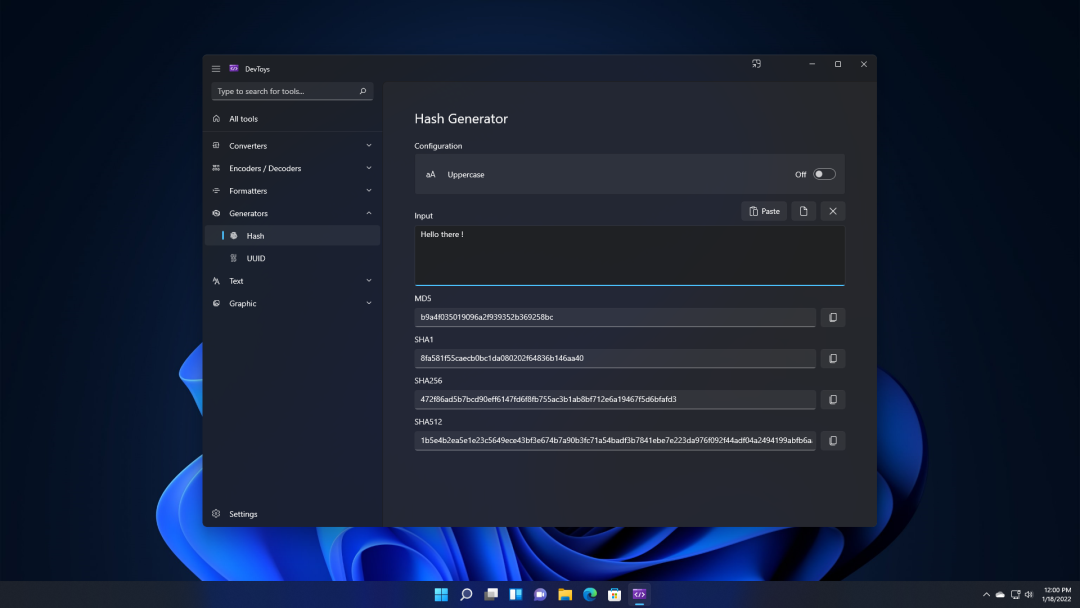 DevToys
Type to search for tools...
All tools
Converters
Encoders / Decoders
Formatters
Generators
Hash
UUID
Text
Graphic
Settings
Hash Generator
Configuration
aA Uppercase Off
Input Paste
Hello there !
MD5
b9a4f035019096a2f939352b369258bc
SHA1
8fa581f55caecb0bc1da080202f64836b146aa40
SHA256
472f86ad5b7bcd90eff6147fd6f8fb755ac3b1ab8bf712e6a19467f5d6bfafd3
SHA512
1b5e4b2ea5e1e23c5649ece43bf3e674b7a90b3fc71a54badf3b7841ebe7e223da976f092f44adf04a2494199abfb6a
12:00 PM
1/18/2022